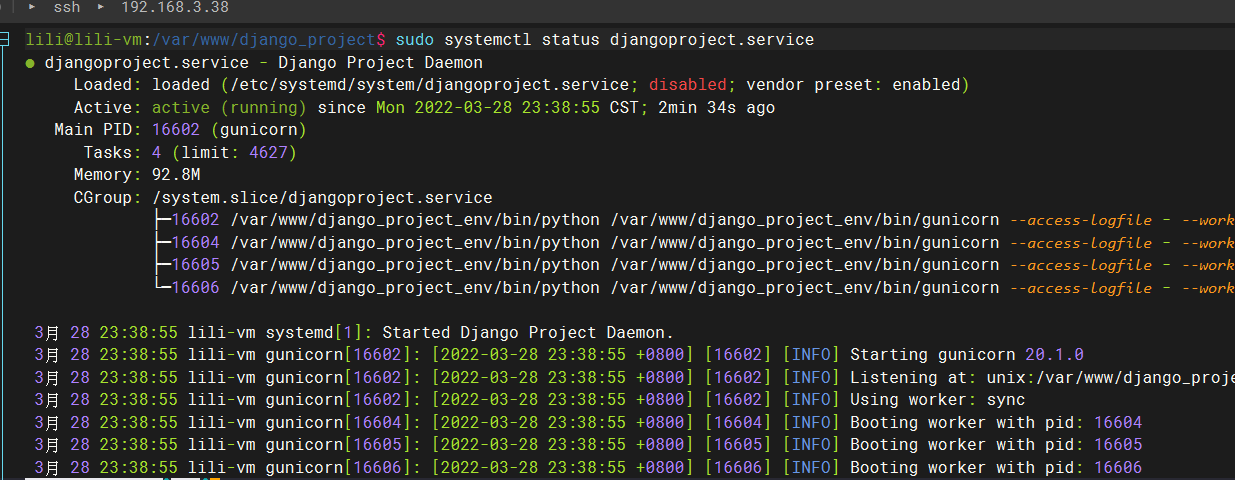 ssh ▸ 192.168.3.38
lili@lili-vm:/var/www/django_project$ sudo systemctl status djangoproject.service
● djangoproject.service - Django Project Daemon
Loaded: loaded (/etc/systemd/system/djangoproject.service; disabled; vendor preset: enabled)
Active: active (running) since Mon 2022-03-28 23:38:55 CST; 2min 34s ago
Main PID: 16602 (gunicorn)
Tasks: 4 (limit: 4627)
Memory: 92.8M
CGroup: /system.slice/djangoproject.service
├─16602 /var/www/django_project_env/bin/python /var/www/django_project_env/bin/gunicorn --access-logfile - --work
├─16604 /var/www/django_project_env/bin/python /var/www/django_project_env/bin/gunicorn --access-logfile - --work
├─16605 /var/www/django_project_env/bin/python /var/www/django_project_env/bin/gunicorn --access-logfile - --work
└─16606 /var/www/django_project_env/bin/python /var/www/django_project_env/bin/gunicorn --access-logfile - --work
3月 28 23:38:55 lili-vm systemd[1]: Started Django Project Daemon.
3月 28 23:38:55 lili-vm gunicorn[16602]: [2022-03-28 23:38:55 +0800] [16602] [INFO] Starting gunicorn 20.1.0
3月 28 23:38:55 lili-vm gunicorn[16602]: [2022-03-28 23:38:55 +0800] [16602] [INFO] Listening at: unix:/var/www/django_proje
3月 28 23:38:55 lili-vm gunicorn[16602]: [2022-03-28 23:38:55 +0800] [16602] [INFO] Using worker: sync
3月 28 23:38:55 lili-vm gunicorn[16604]: [2022-03-28 23:38:55 +0800] [16604] [INFO] Booting worker with pid: 16604
3月 28 23:38:55 lili-vm gunicorn[16605]: [2022-03-28 23:38:55 +0800] [16605] [INFO] Booting worker with pid: 16605
3月 28 23:38:55 lili-vm gunicorn[16606]: [2022-03-28 23:38:55 +0800] [16606] [INFO] Booting worker with pid: 16606